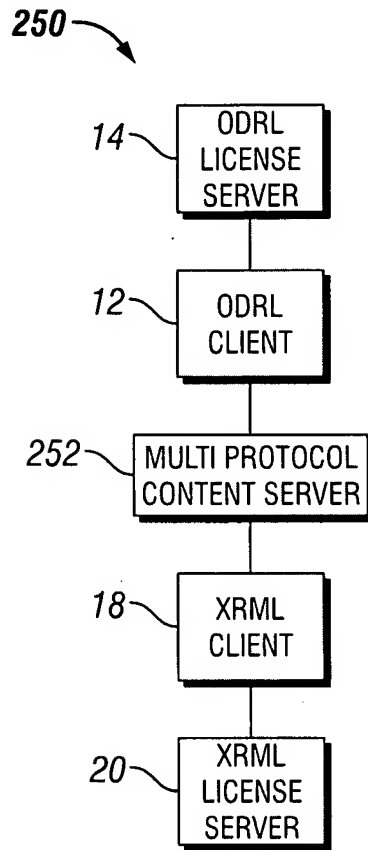 250
14
ODRL
LICENSE
SERVER
12
ODRL
CLIENT
252
MULTI PROTOCOL
CONTENT SERVER
18
XRML
CLIENT
20
XRML
LICENSE
SERVER